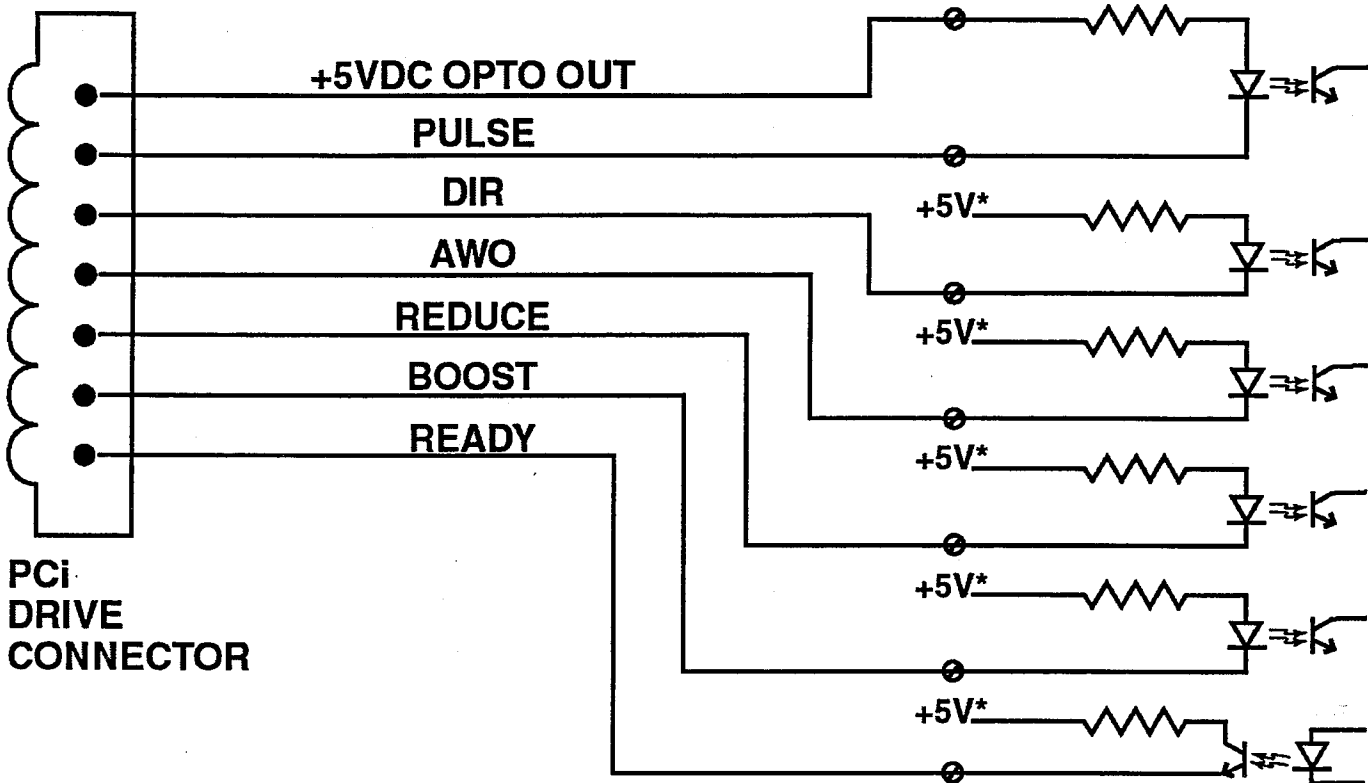 +5VDC OPTO OUT
PULSE
DIR
+5V*
AWO
REDUCE
+5V*
BOOST
READY
+5V*
PCi
DRIVE
CONNECTOR
+5V*
+5V*